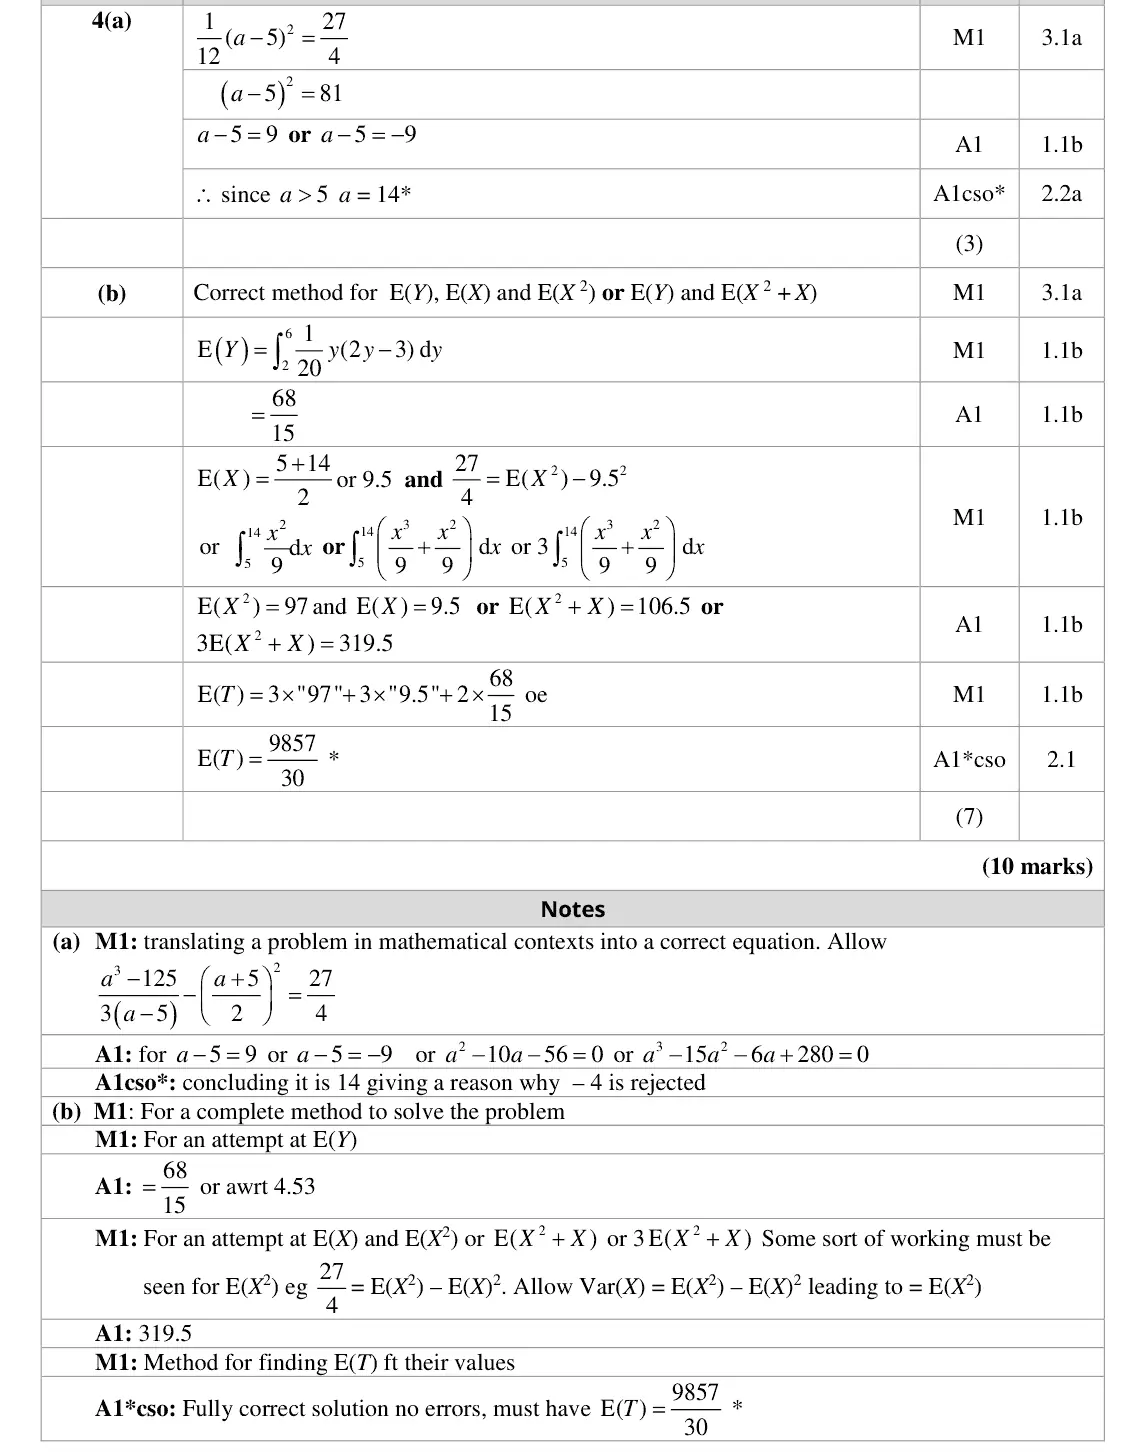 4(a) 1/12 (a − 5)² = 27/4 M1 3.1a
(a − 5)² = 81
a − 5 = 9 or a − 5 = −9 A1 1.1b
∴ since a > 5 a = 14* A1cso* 2.2a
(3)
(b) Correct method for E(Y), E(X) and E(X²) or E(Y) and E(X² + X) M1 3.1a
E(Y) = ∫₂⁶ 1/20 y(2y − 3) dy M1 1.1b
= 68/15 A1 1.1b
E(X) = (5 + 14)/2 or 9.5 and 27/4 = E(X²) − 9.5²
or ∫₅¹⁴ x²/9 dx or ∫₅¹⁴ (x³/9 + x²/9) dx or 3∫₅¹⁴ (x³/9 + x²/9) dx M1 1.1b
E(X²) = 97 and E(X) = 9.5 or E(X² + X) = 106.5 or
3E(X² + X) = 319.5 A1 1.1b
E(T) = 3×"97"+3×"9.5"+2× 68/15 oe M1 1.1b
E(T) = 9857/30 * A1*cso 2.1
(7)
(10 marks)
Notes
(a) M1: translating a problem in mathematical contexts into a correct equation. Allow
(a³ − 125)/(3(a − 5)) − ((a + 5)/2)² = 27/4
A1: for a − 5 = 9 or a − 5 = −9 or a² − 10a − 56 = 0 or a³ − 15a² − 6a + 280 = 0
A1cso*: concluding it is 14 giving a reason why – 4 is rejected
(b) M1: For a complete method to solve the problem
M1: For an attempt at E(Y)
A1: = 68/15 or awrt 4.53
M1: For an attempt at E(X) and E(X²) or E(X² + X) or 3E(X² + X) Some sort of working must be
seen for E(X²) eg 27/4 = E(X²) – E(X)². Allow Var(X) = E(X²) – E(X)² leading to = E(X²)
A1: 319.5
M1: Method for finding E(T) ft their values
A1*cso: Fully correct solution no errors, must have E(T) = 9857/30 *